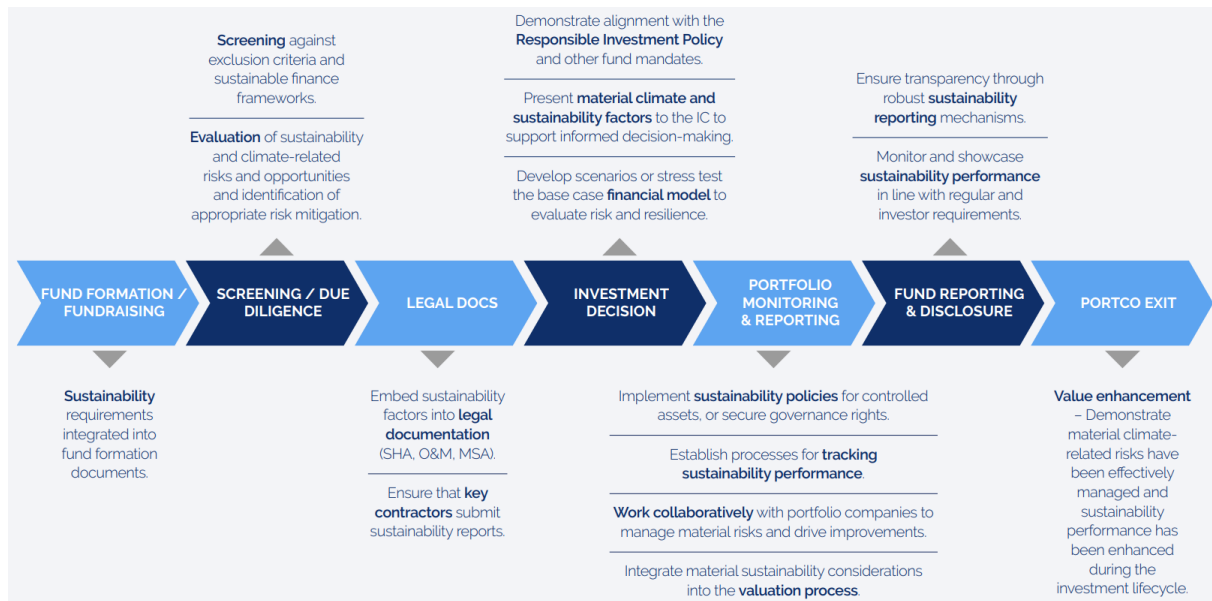 Screening against
exclusion criteria and
sustainable finance
frameworks.
Evaluation of sustainability
and climate-related
risks and opportunities
and identification of
appropriate risk mitigation.
Demonstrate alignment with the
Responsible Investment Policy
and other fund mandates.
Present material climate and
sustainability factors to the IC to
support informed decision-making.
Develop scenarios or stress test
the base case financial model to
evaluate risk and resilience.
Ensure transparency through
robust sustainability
reporting mechanisms.
Monitor and showcase
sustainability performance
in line with regular and
investor requirements.
FUND FORMATION /
FUNDRAISING
SCREENING / DUE
DILIGENCE
LEGAL DOCS
INVESTMENT
DECISION
PORTFOLIO
MONITORING
& REPORTING
FUND REPORTING
& DISCLOSURE
PORTCO EXIT
Sustainability
requirements
integrated into
fund formation
documents.
Embed sustainability
factors into legal
documentation
(SHA, O&M, MSA).
Ensure that key
contractors submit
sustainability reports.
Implement sustainability policies for controlled
assets, or secure governance rights.
Establish processes for tracking
sustainability performance.
Work collaboratively with portfolio companies to
manage material risks and drive improvements.
Integrate material sustainability considerations
into the valuation process.
Value enhancement
– Demonstrate
material climate-
related risks have
been effectively
managed and
sustainability
performance has
been enhanced
during the
investment lifecycle.